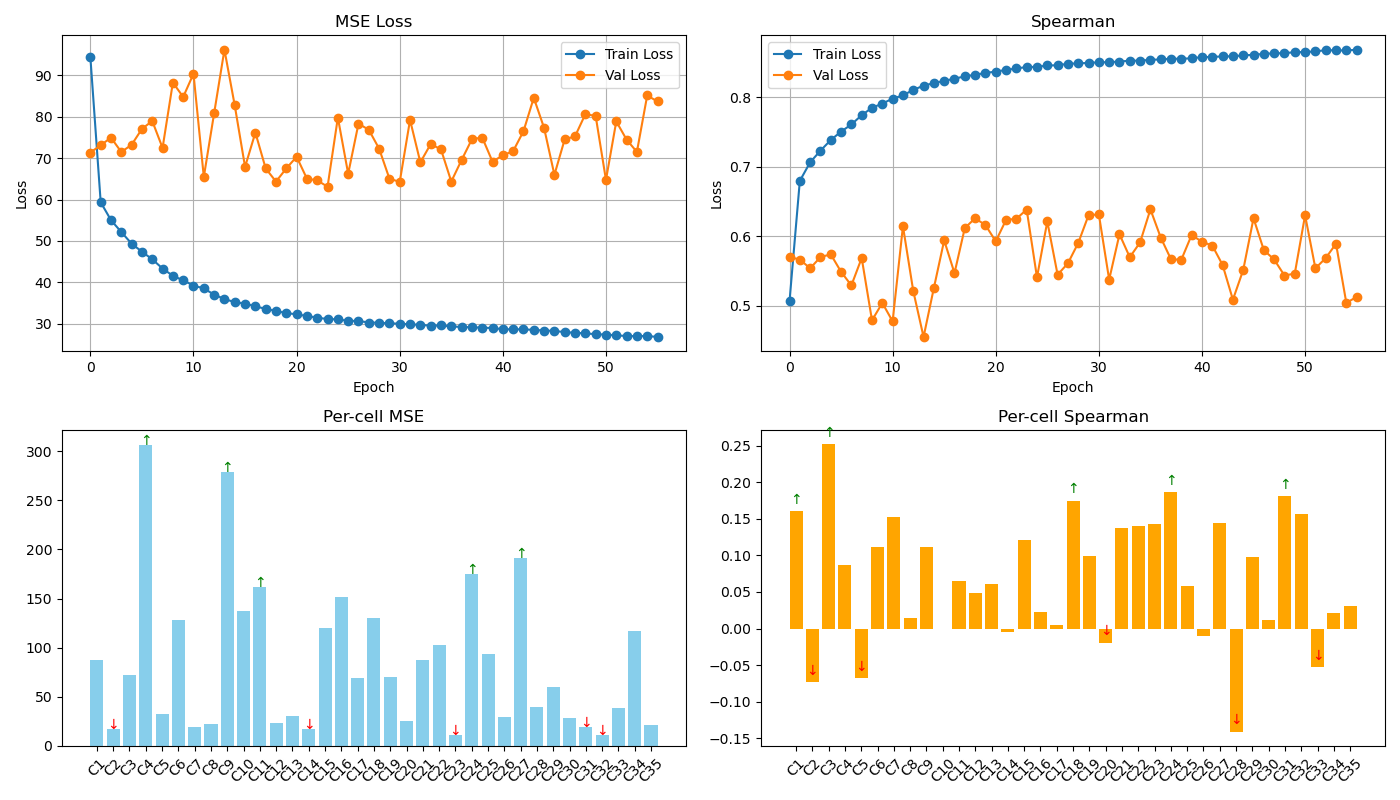 MSE Loss
90
80
70
60
50
40
30
Loss
Train Loss
Val Loss
0 10 20 30 40 50
Epoch
Spearman
0.8
0.7
0.6
0.5
Loss
Train Loss
Val Loss
0 10 20 30 40 50
Epoch
Per-cell MSE
300
250
200
150
100
50
0
↑ ↓ ↑ ↑ ↑ ↓ ↓ ↑ ↑ ↓ ↓
C1 C2 C3 C4 C5 C6 C7 C8 C9 C10 C11 C12 C13 C14 C15 C16 C17 C18 C19 C20 C21 C22 C23 C24 C25 C26 C27 C28 C29 C30 C31 C32 C33 C34 C35
Per-cell Spearman
0.25
0.20
0.15
0.10
0.05
0.00
−0.05
−0.10
−0.15
↑ ↓ ↑ ↓ ↑ ↓ ↑ ↓ ↑ ↓
C1 C2 C3 C4 C5 C6 C7 C8 C9 C10 C11 C12 C13 C14 C15 C16 C17 C18 C19 C20 C21 C22 C23 C24 C25 C26 C27 C28 C29 C30 C31 C32 C33 C34 C35